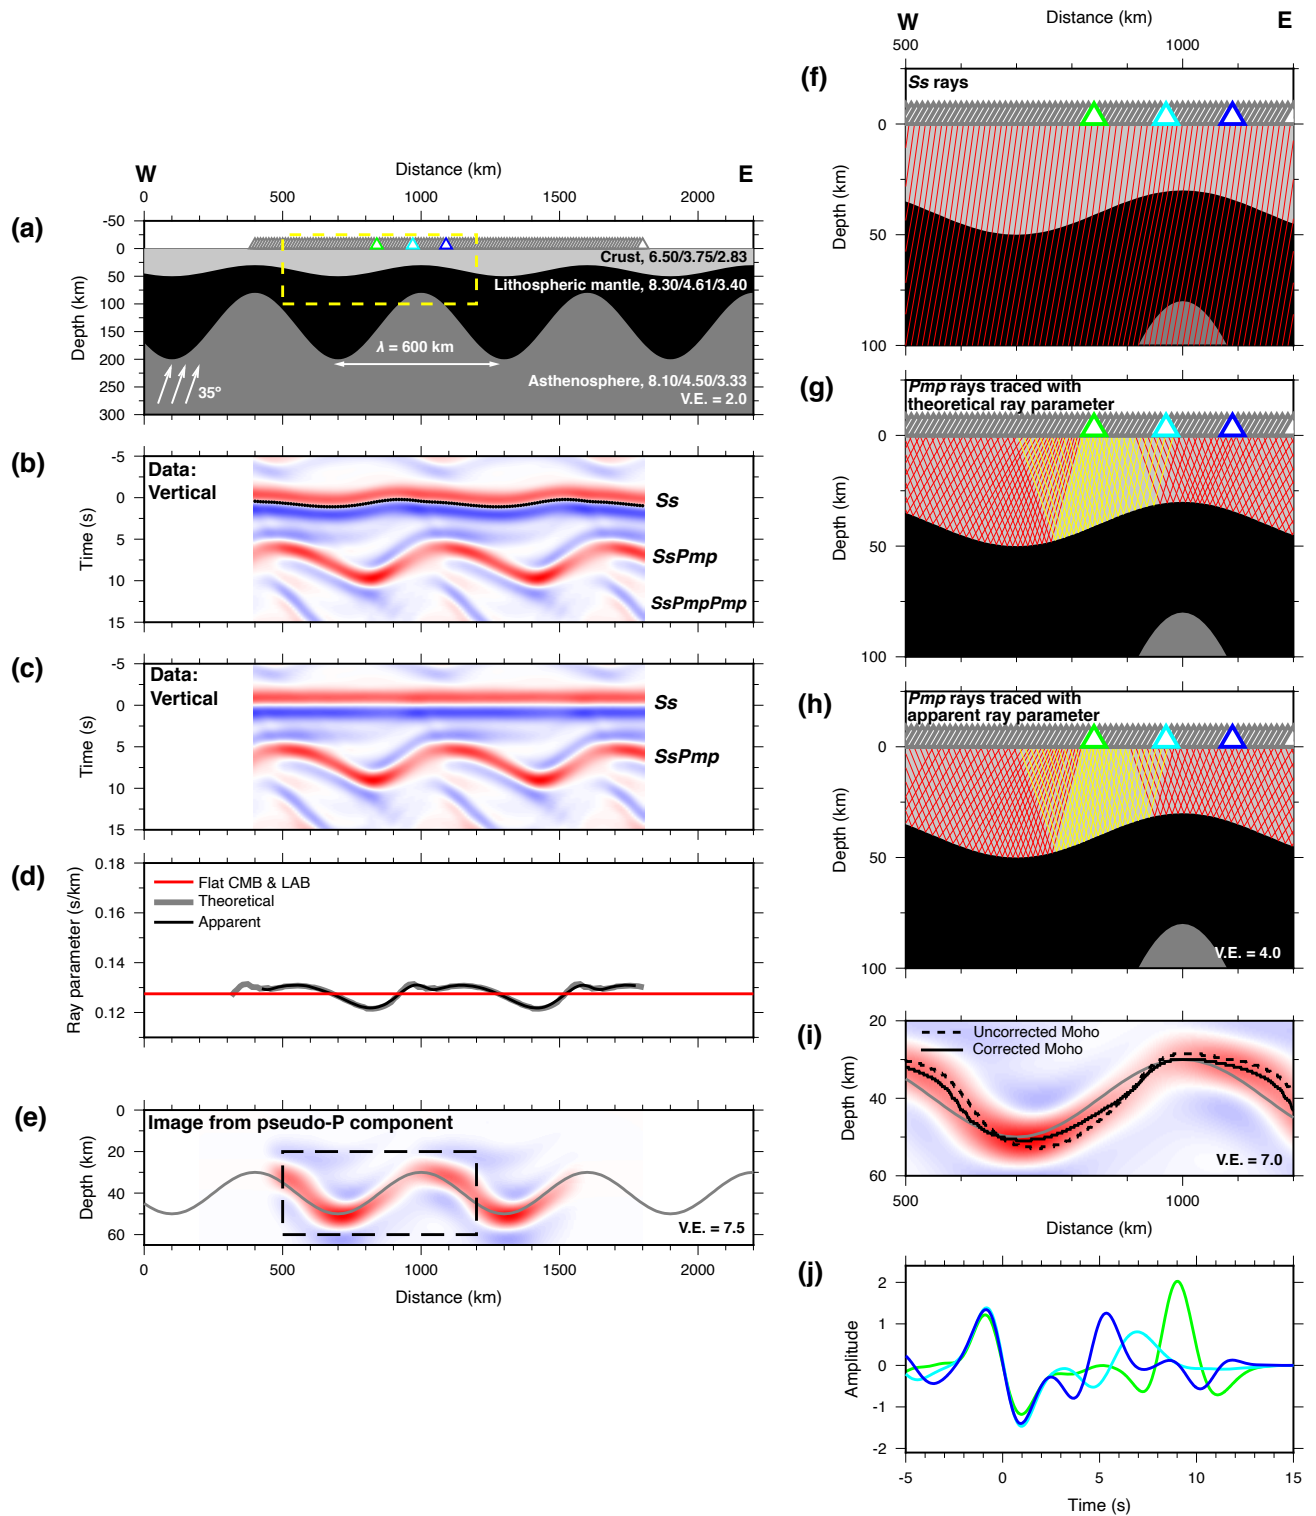 (a)
W
Distance (km)
E
0
500
1000
1500
2000
-50
0
50
100
150
200
250
300
Depth (km)
Crust, 6.50/3.75/2.83
Lithospheric mantle, 8.30/4.61/3.40
λ = 600 km
35°
Asthenosphere, 8.10/4.50/3.33
V.E. = 2.0
(b)
-5
0
5
10
15
Time (s)
Data:
Vertical
Ss
SsPmp
SsPmpPmp
(c)
-5
0
5
10
15
Time (s)
Data:
Vertical
Ss
SsPmp
(d)
0.18
0.16
0.14
0.12
Ray parameter (s/km)
Flat CMB & LAB
Theoretical
Apparent
(e)
0
20
40
60
Depth (km)
Image from pseudo-P component
V.E. = 7.5
0
500
1000
1500
2000
Distance (km)
W
Distance (km)
E
500
1000
(f)
Ss rays
0
50
100
Depth (km)
(g)
Pmp rays traced with
theoretical ray parameter
0
50
100
Depth (km)
(h)
Pmp rays traced with
apparent ray parameter
0
50
100
Depth (km)
V.E. = 4.0
(i)
20
40
60
Depth (km)
Uncorrected Moho
Corrected Moho
V.E. = 7.0
500
1000
Distance (km)
(j)
2
1
0
-1
-2
Amplitude
-5
0
5
10
15
Time (s)